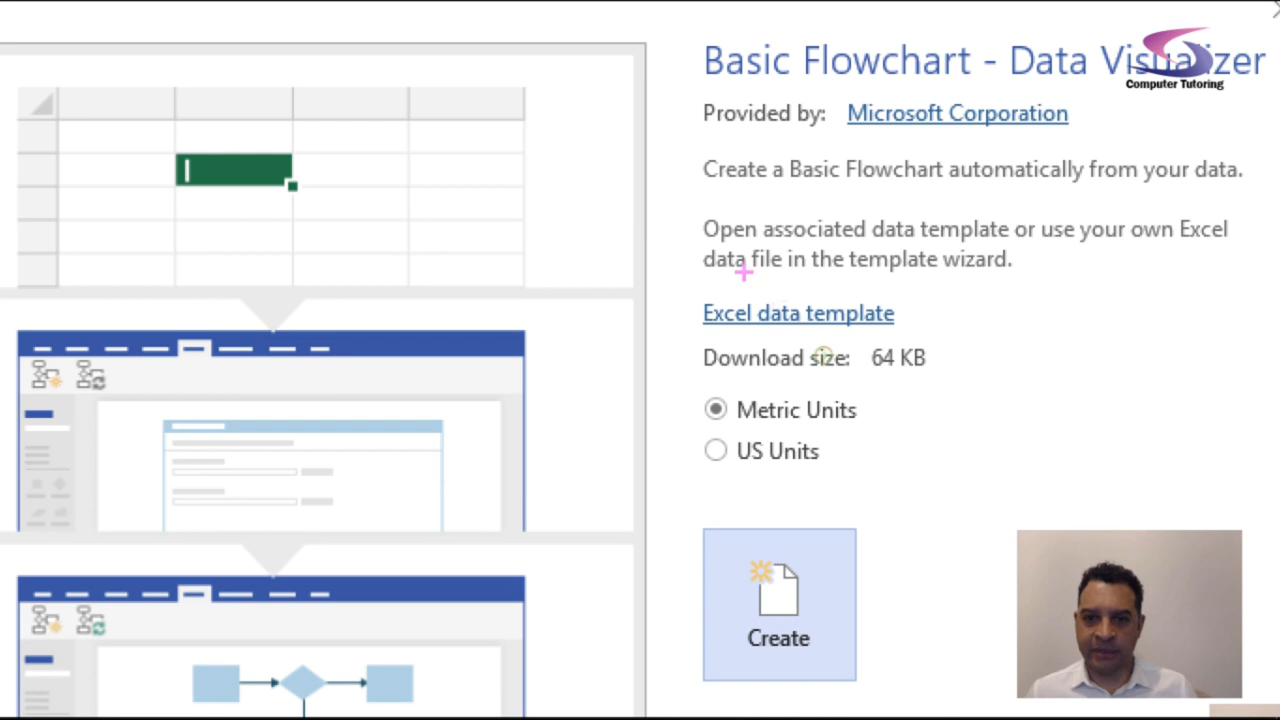 Basic Flowchart - Data Visualizer
Computer Tutoring
Provided by: Microsoft Corporation
Create a Basic Flowchart automatically from your data.
Open associated data template or use your own Excel
data file in the template wizard.
Excel data template
Download size: 64 KB
Metric Units
US Units
Create